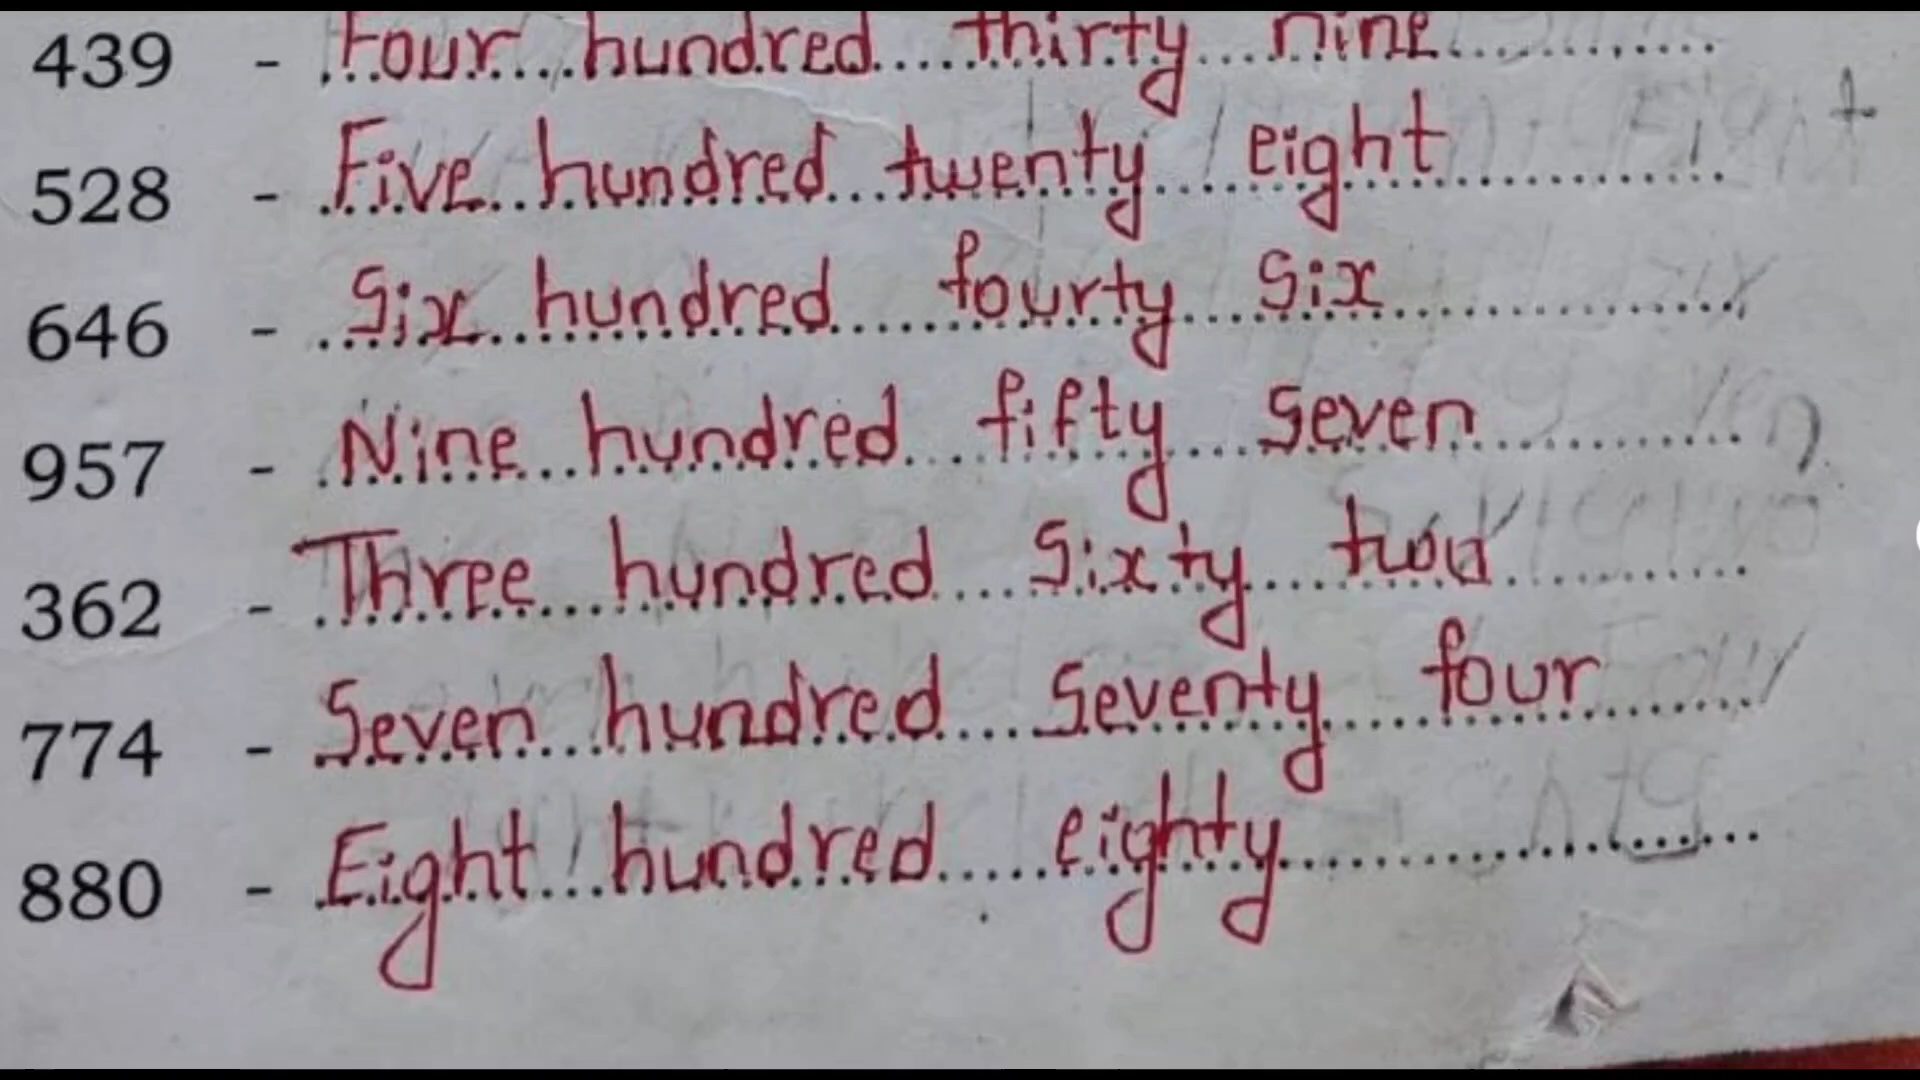 439 - Four hundred thirty nine
528 - Five hundred twenty eight
646 - Six hundred fourty six
957 - Nine hundred fifty seven
362 - Three hundred sixty
774 - Seven hundred seventy four
880 - Eight hundred eighty